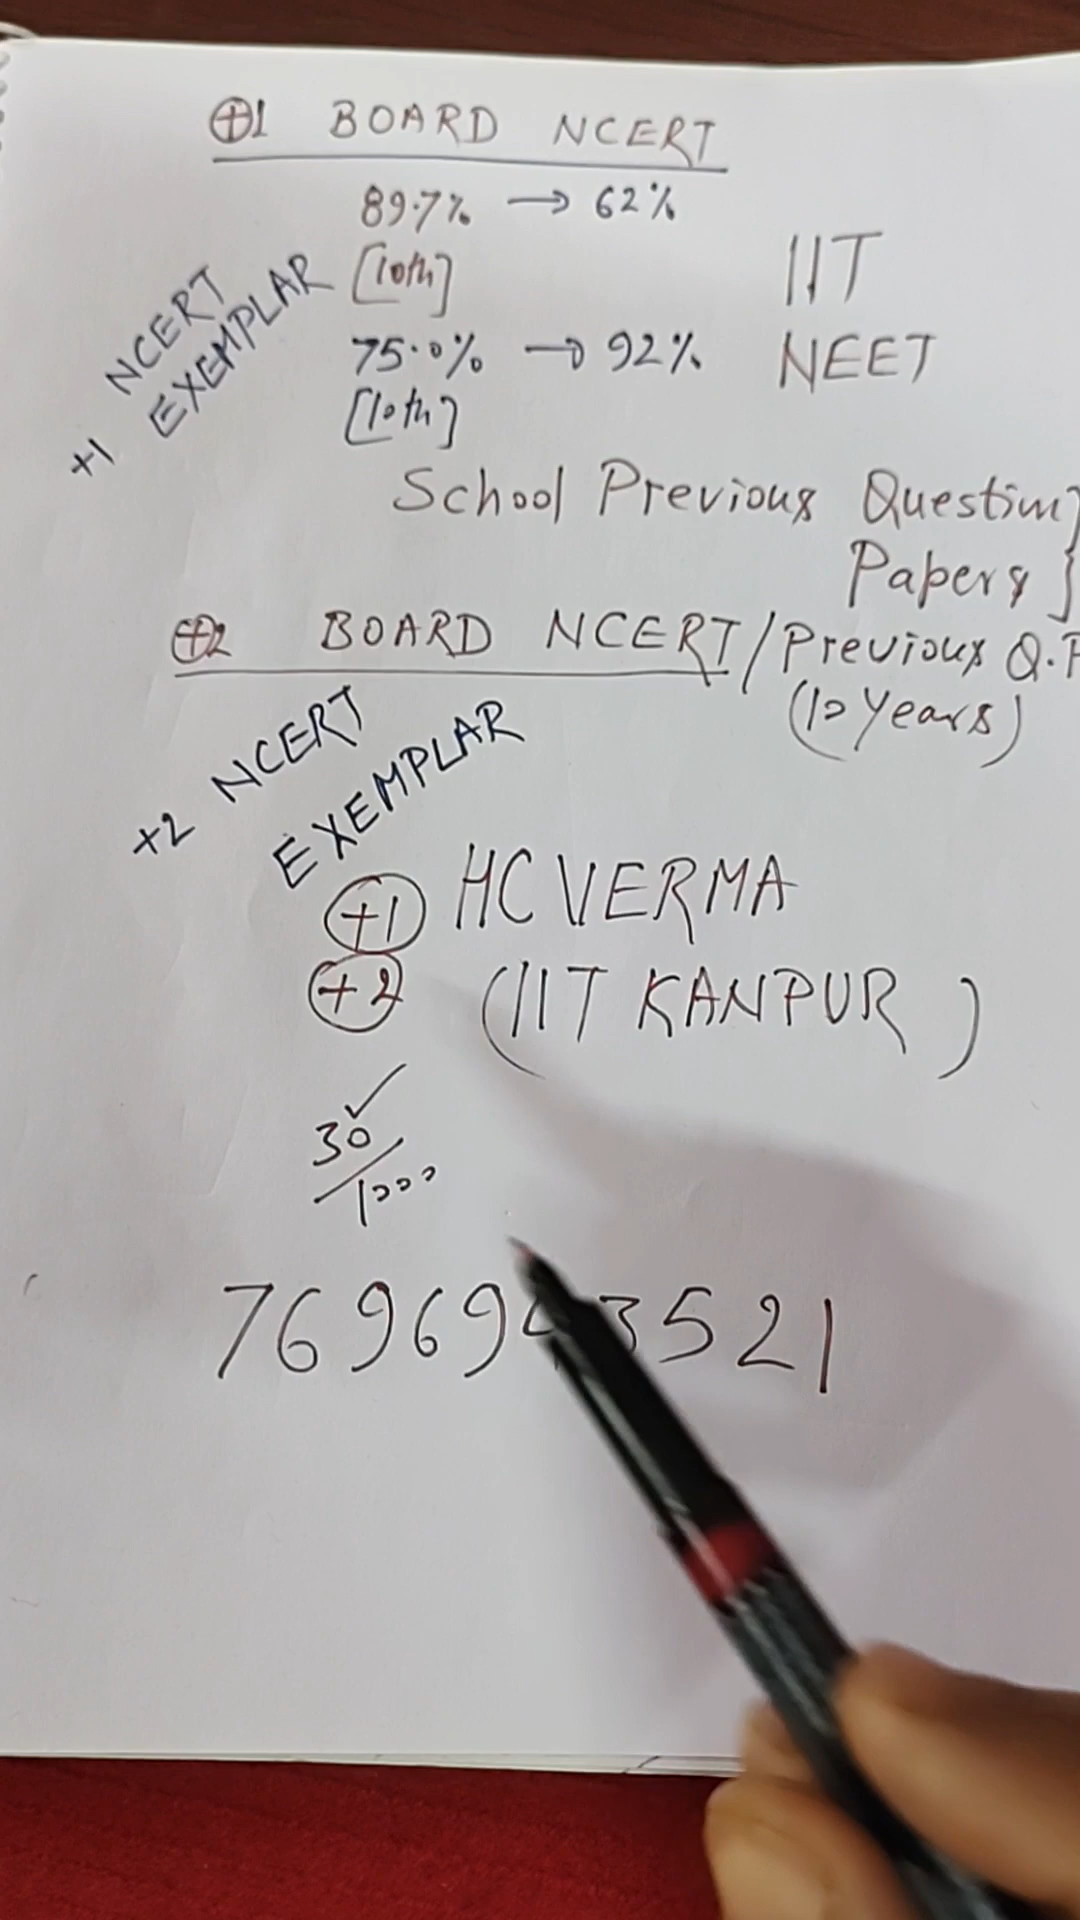 +1 BOARD NCERT
89.7% → 62%
[10th]
IIT
75.0% → 92%
[10th]
NEET
+1 NCERT
EXEMPLAR
School Previous Question
Papers
+2 BOARD NCERT/Previous Q.P
(10 Years)
+2 NCERT
EXEMPLAR
+1 HC VERMA
+2 (IIT KANPUR)
30
/1000